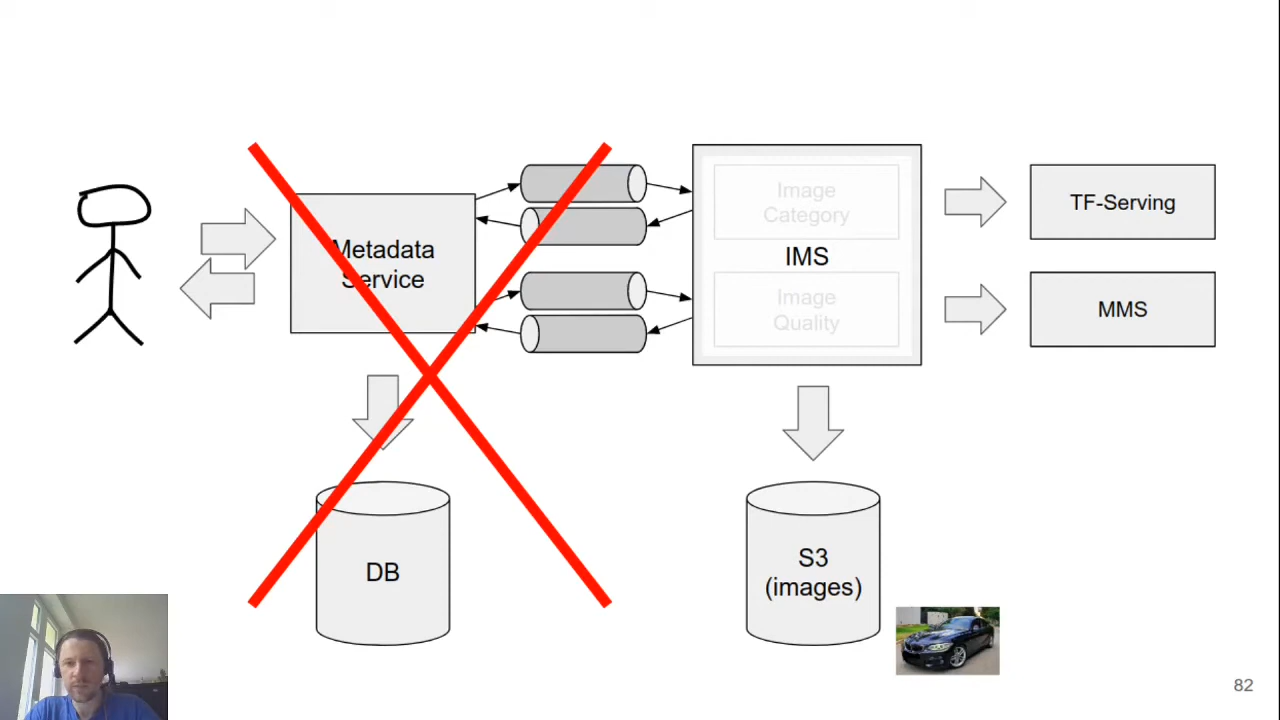 Metadata
Service
Image
Category
IMS
Image
Quality
TF-Serving
MMS
DB
S3
(images)
82